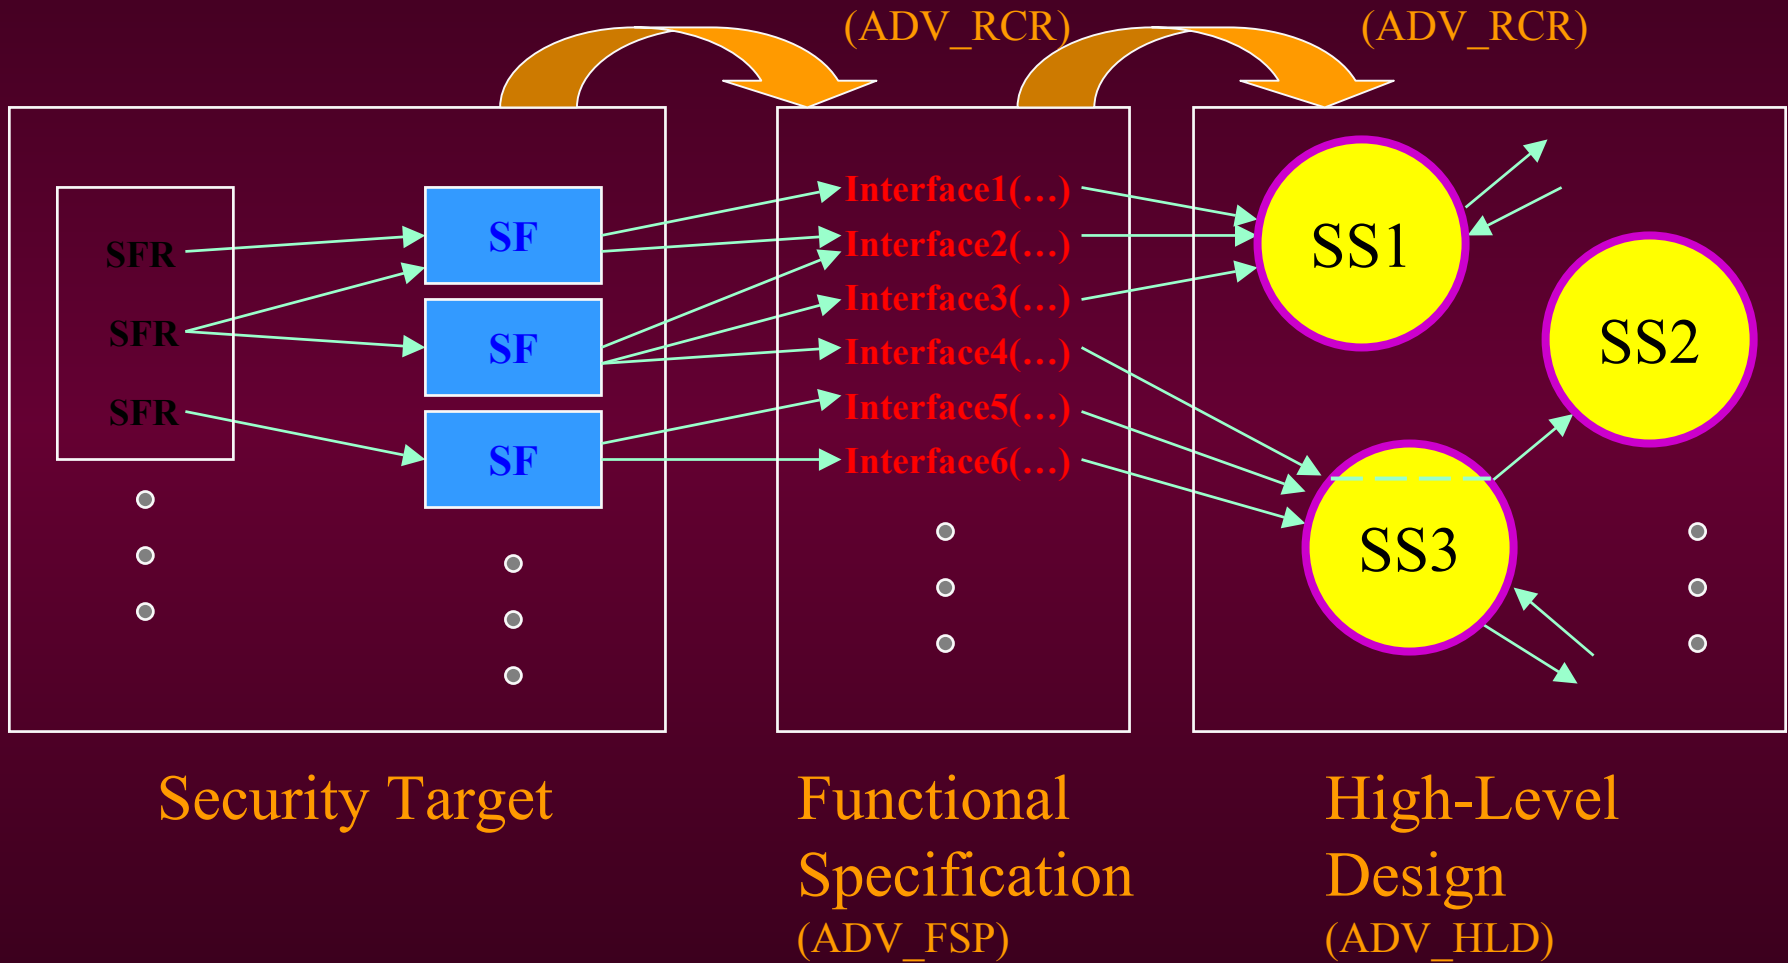 (ADV_RCR)
(ADV_RCR)
SFR
SFR
SFR
SF
SF
SF
Interface1(…)
Interface2(…)
Interface3(…)
Interface4(…)
Interface5(…)
Interface6(…)
SS1
SS2
SS3
Security Target
Functional
Specification
(ADV_FSP)
High-Level
Design
(ADV_HLD)